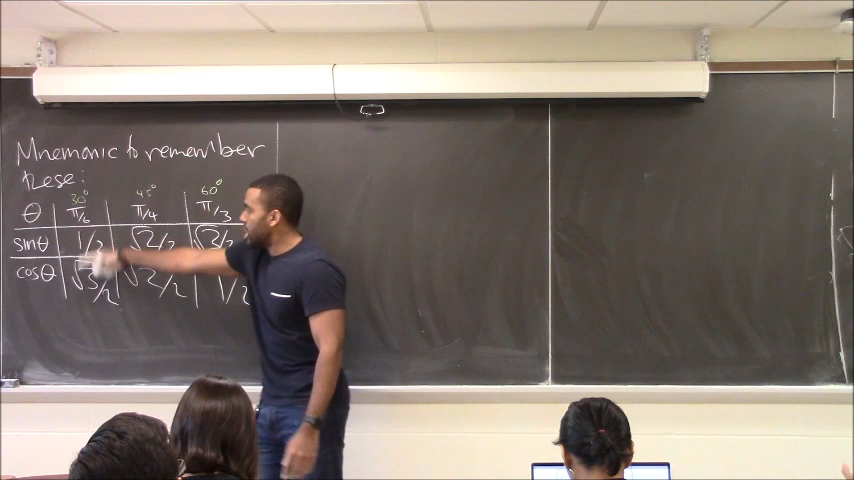 Mnemonic to remember
these:
30° 45° 60°
θ π/6 π/4 π/3
sinθ 1/2 √2/2 √3/2
cosθ √3/2 √2/2 1/2